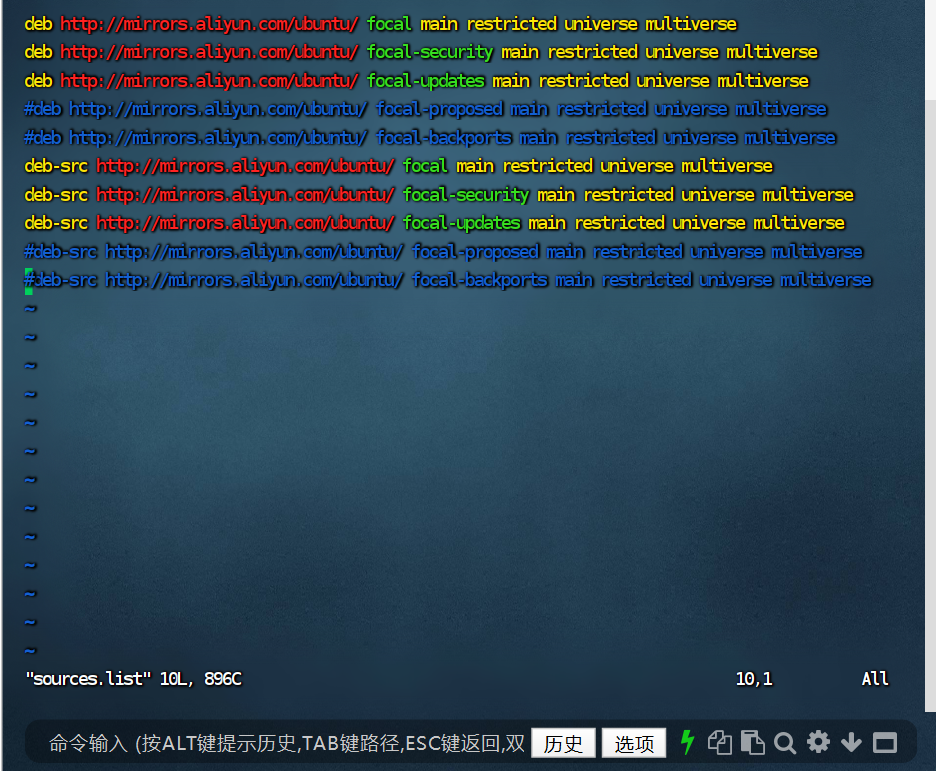 deb http://mirrors.aliyun.com/ubuntu/ focal main restricted universe multiverse
deb http://mirrors.aliyun.com/ubuntu/ focal-security main restricted universe multiverse
deb http://mirrors.aliyun.com/ubuntu/ focal-updates main restricted universe multiverse
#deb http://mirrors.aliyun.com/ubuntu/ focal-proposed main restricted universe multiverse
#deb http://mirrors.aliyun.com/ubuntu/ focal-backports main restricted universe multiverse
deb-src http://mirrors.aliyun.com/ubuntu/ focal main restricted universe multiverse
deb-src http://mirrors.aliyun.com/ubuntu/ focal-security main restricted universe multiverse
deb-src http://mirrors.aliyun.com/ubuntu/ focal-updates main restricted universe multiverse
#deb-src http://mirrors.aliyun.com/ubuntu/ focal-proposed main restricted universe multiverse
#deb-src http://mirrors.aliyun.com/ubuntu/ focal-backports main restricted universe multiverse
~
~
~
~
~
~
~
~
~
~
~
~
~
"sources.list" 10L, 896C 10,1 All
命令输入 (按ALT键提示历史,TAB键路径,ESC键返回,双 历史 选项